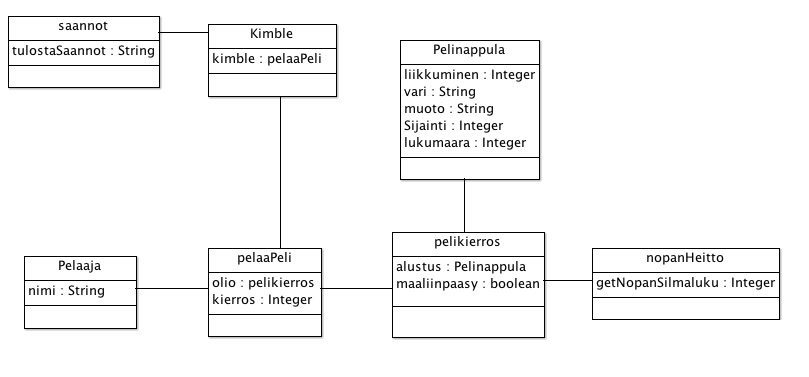 saannot
tulostaSaannot : String
Kimble
kimble : pelaaPeli
Pelinappula
liikkuminen : Integer
vari : String
muoto : String
Sijainti : Integer
lukumaara : Integer
Pelaaja
nimi : String
pelaaPeli
olio : pelikierros
kierros : Integer
pelikierros
alustus : Pelinappula
maaliinpaasy : boolean
nopanHeitto
getNopanSilmaluku : Integer